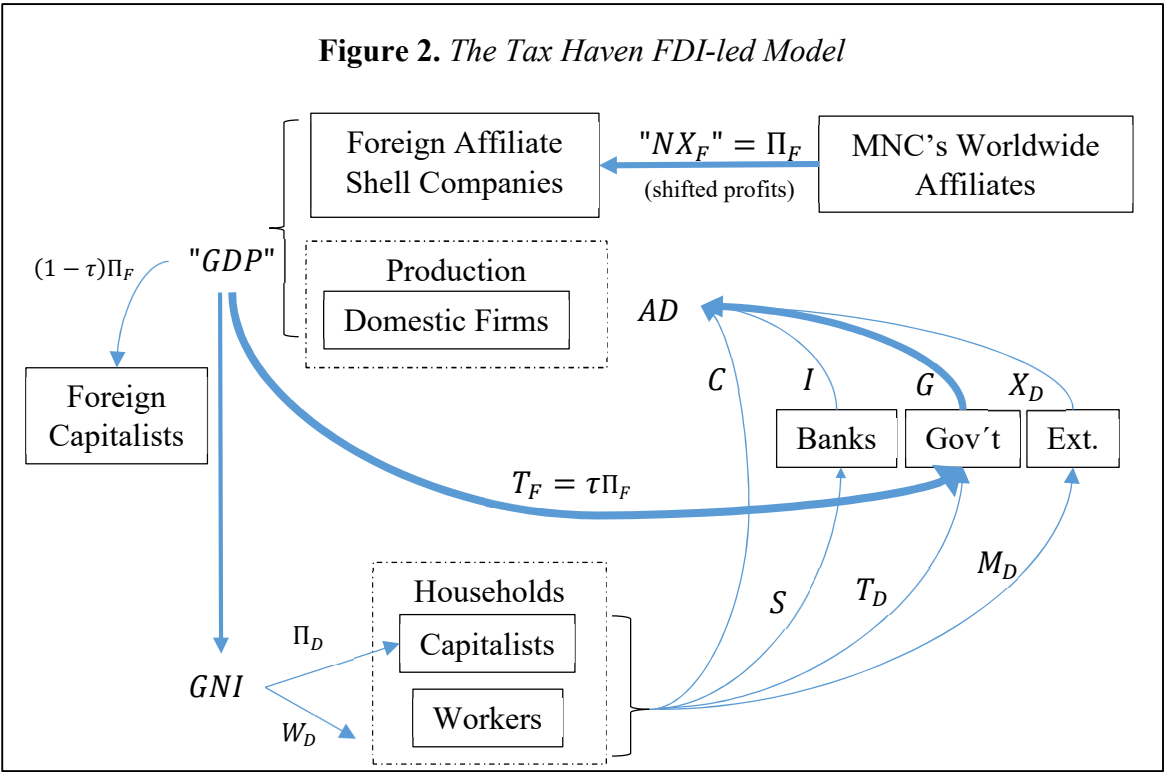 Figure 2. The Tax Haven FDI-led Model
Foreign Affiliate
Shell Companies
"NX_F" = Π_F
(shifted profits)
MNC's Worldwide
Affiliates
(1 − τ)Π_F
"GDP"
Production
Domestic Firms
AD
Foreign
Capitalists
C
I
G
X_D
Banks
Gov´t
Ext.
T_F = τΠ_F
Households
Capitalists
Workers
Π_D
GNI
W_D
S
T_D
M_D